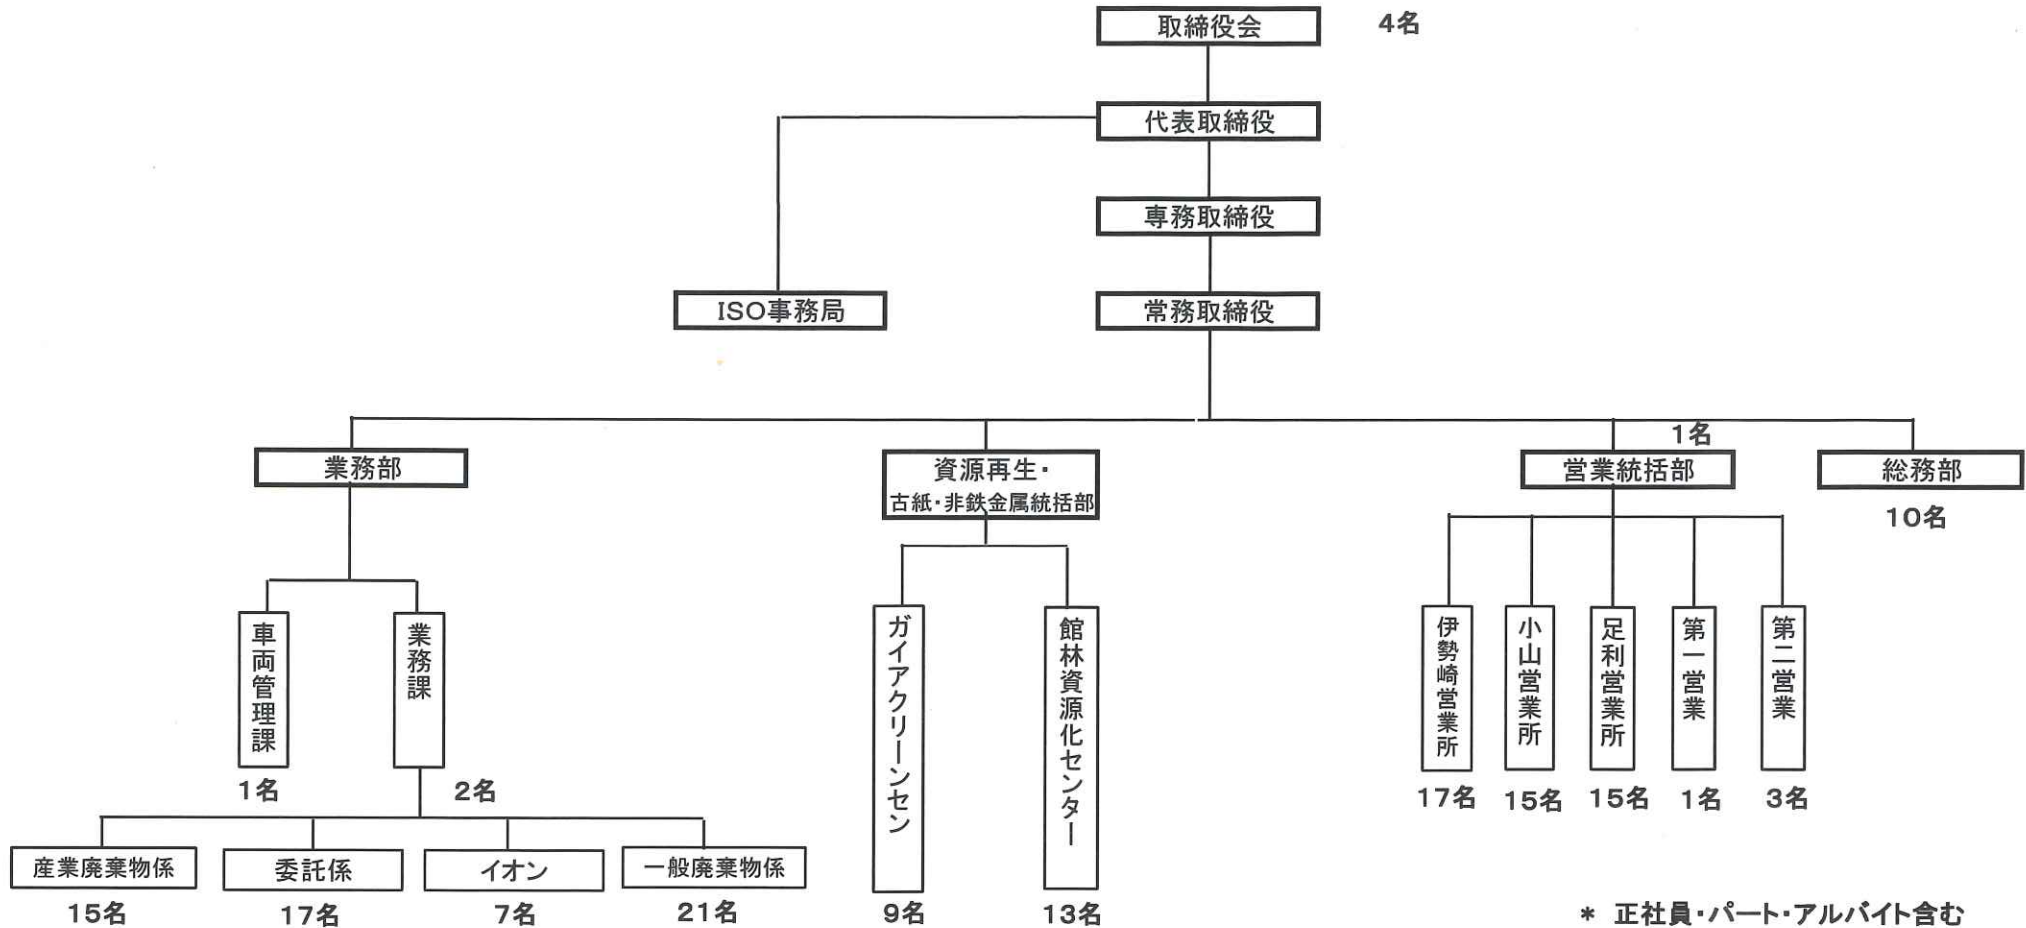 取締役会
4名
代表取締役
専務取締役
ISO事務局
常務取締役
1名
業務部
資源再生・
古紙・非鉄金属統括部
営業統括部
総務部
10名
車両管理課
業務課
ガイアクリーンセン
館林資源化センター
伊勢崎営業所
小山営業所
足利営業所
第一営業
第二営業
1名
2名
17名
15名
15名
1名
3名
産業廃棄物係
委託係
イオン
一般廃棄物係
15名
17名
7名
21名
9名
13名
* 正社員・パート・アルバイト含む